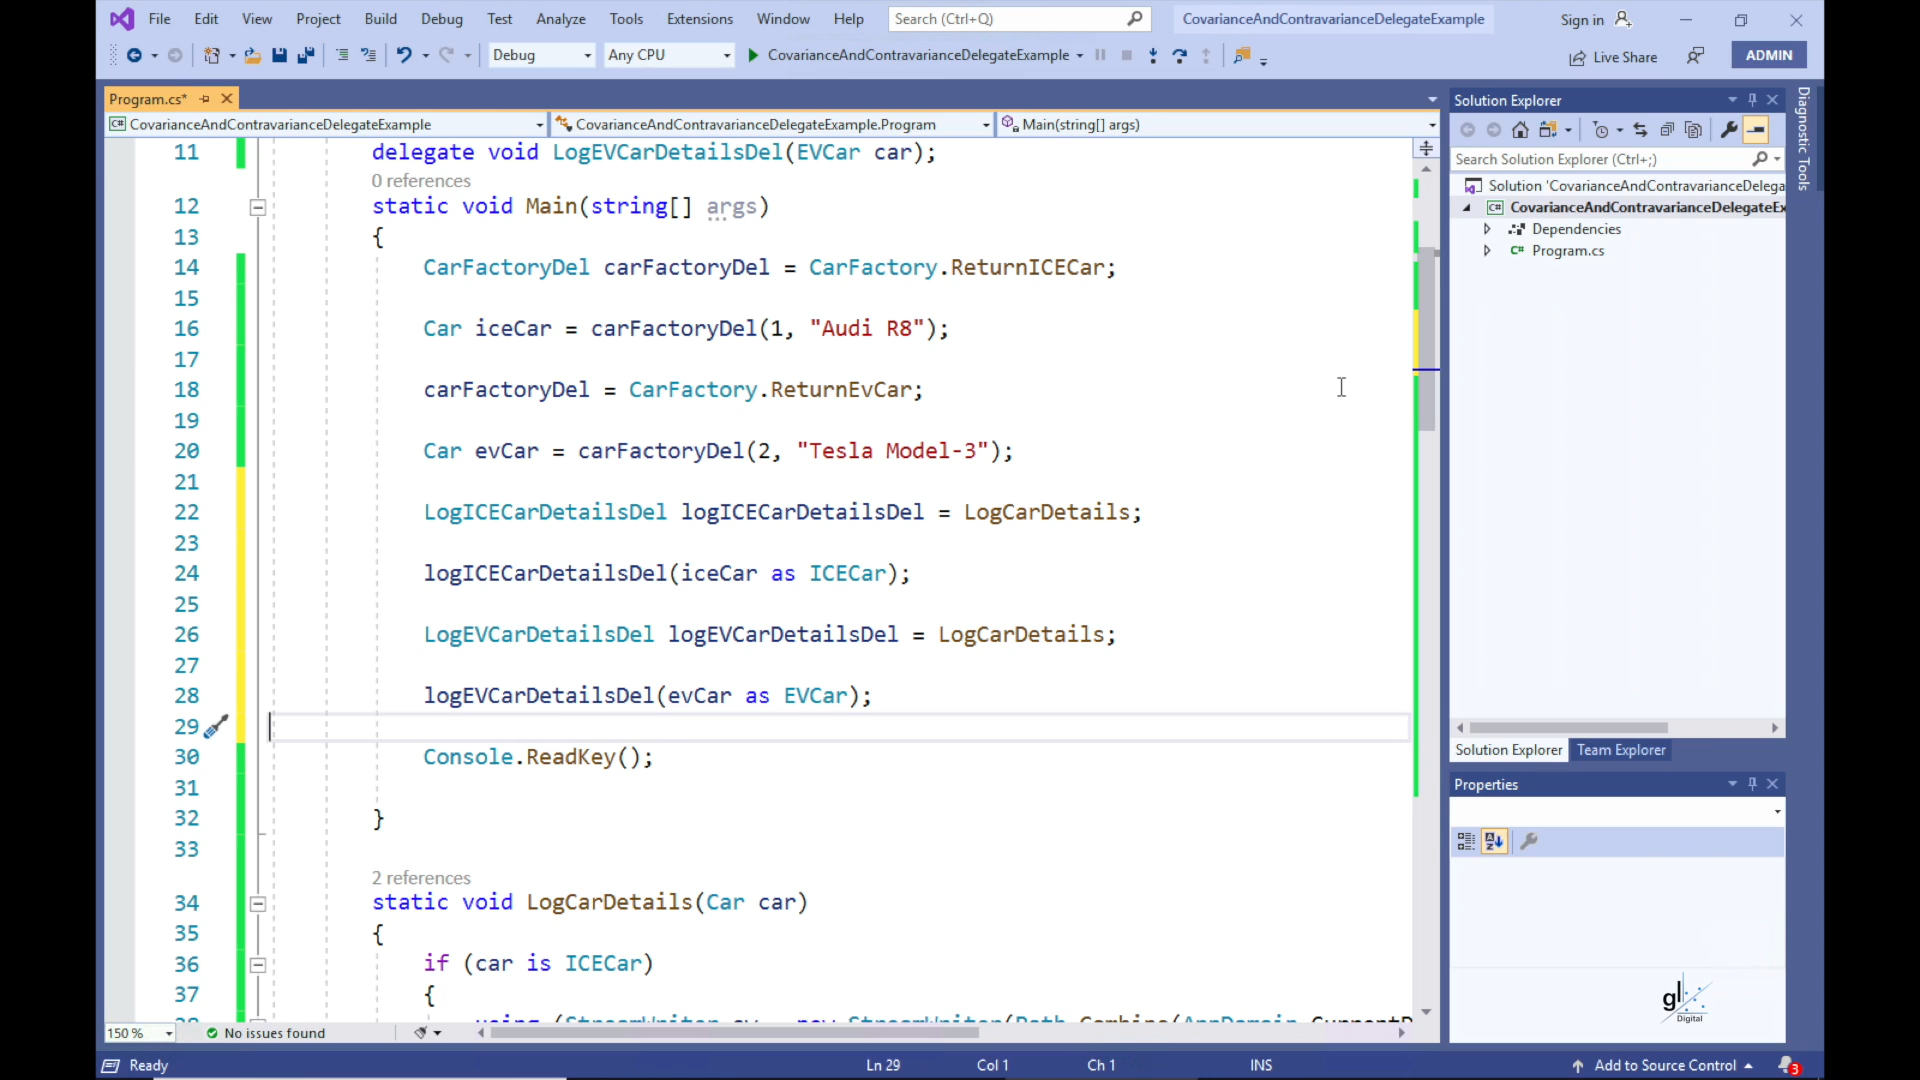 File Edit View Project Build Debug Test Analyze Tools Extensions Window Help Search (Ctrl+Q) CovarianceAndContravarianceDelegateExample Sign in
Debug Any CPU CovarianceAndContravarianceDelegateExample Live Share ADMIN
Program.cs*
CovarianceAndContravarianceDelegateExample CovarianceAndContravarianceDelegateExample.Program Main(string[] args)
11 delegate void LogEVCarDetailsDel(EVCar car);
0 references
12 static void Main(string[] args)
13 {
14 CarFactoryDel carFactoryDel = CarFactory.ReturnICECar;
15
16 Car iceCar = carFactoryDel(1, "Audi R8");
17
18 carFactoryDel = CarFactory.ReturnEvCar;
19
20 Car evCar = carFactoryDel(2, "Tesla Model-3");
21
22 LogICECarDetailsDel logICECarDetailsDel = LogCarDetails;
23
24 logICECarDetailsDel(iceCar as ICECar);
25
26 LogEVCarDetailsDel logEVCarDetailsDel = LogCarDetails;
27
28 logEVCarDetailsDel(evCar as EVCar);
29
30 Console.ReadKey();
31
32 }
33
2 references
34 static void LogCarDetails(Car car)
35 {
36 if (car is ICECar)
37 {
150 % No issues found
Solution Explorer
Search Solution Explorer (Ctrl+;)
Solution 'CovarianceAndContravarianceDelega
CovarianceAndContravarianceDelegateEx
Dependencies
C# Program.cs
Solution Explorer Team Explorer
Properties
Diagnostic Tools
gl
Digital
Ready Ln 29 Col 1 Ch 1 INS Add to Source Control 3